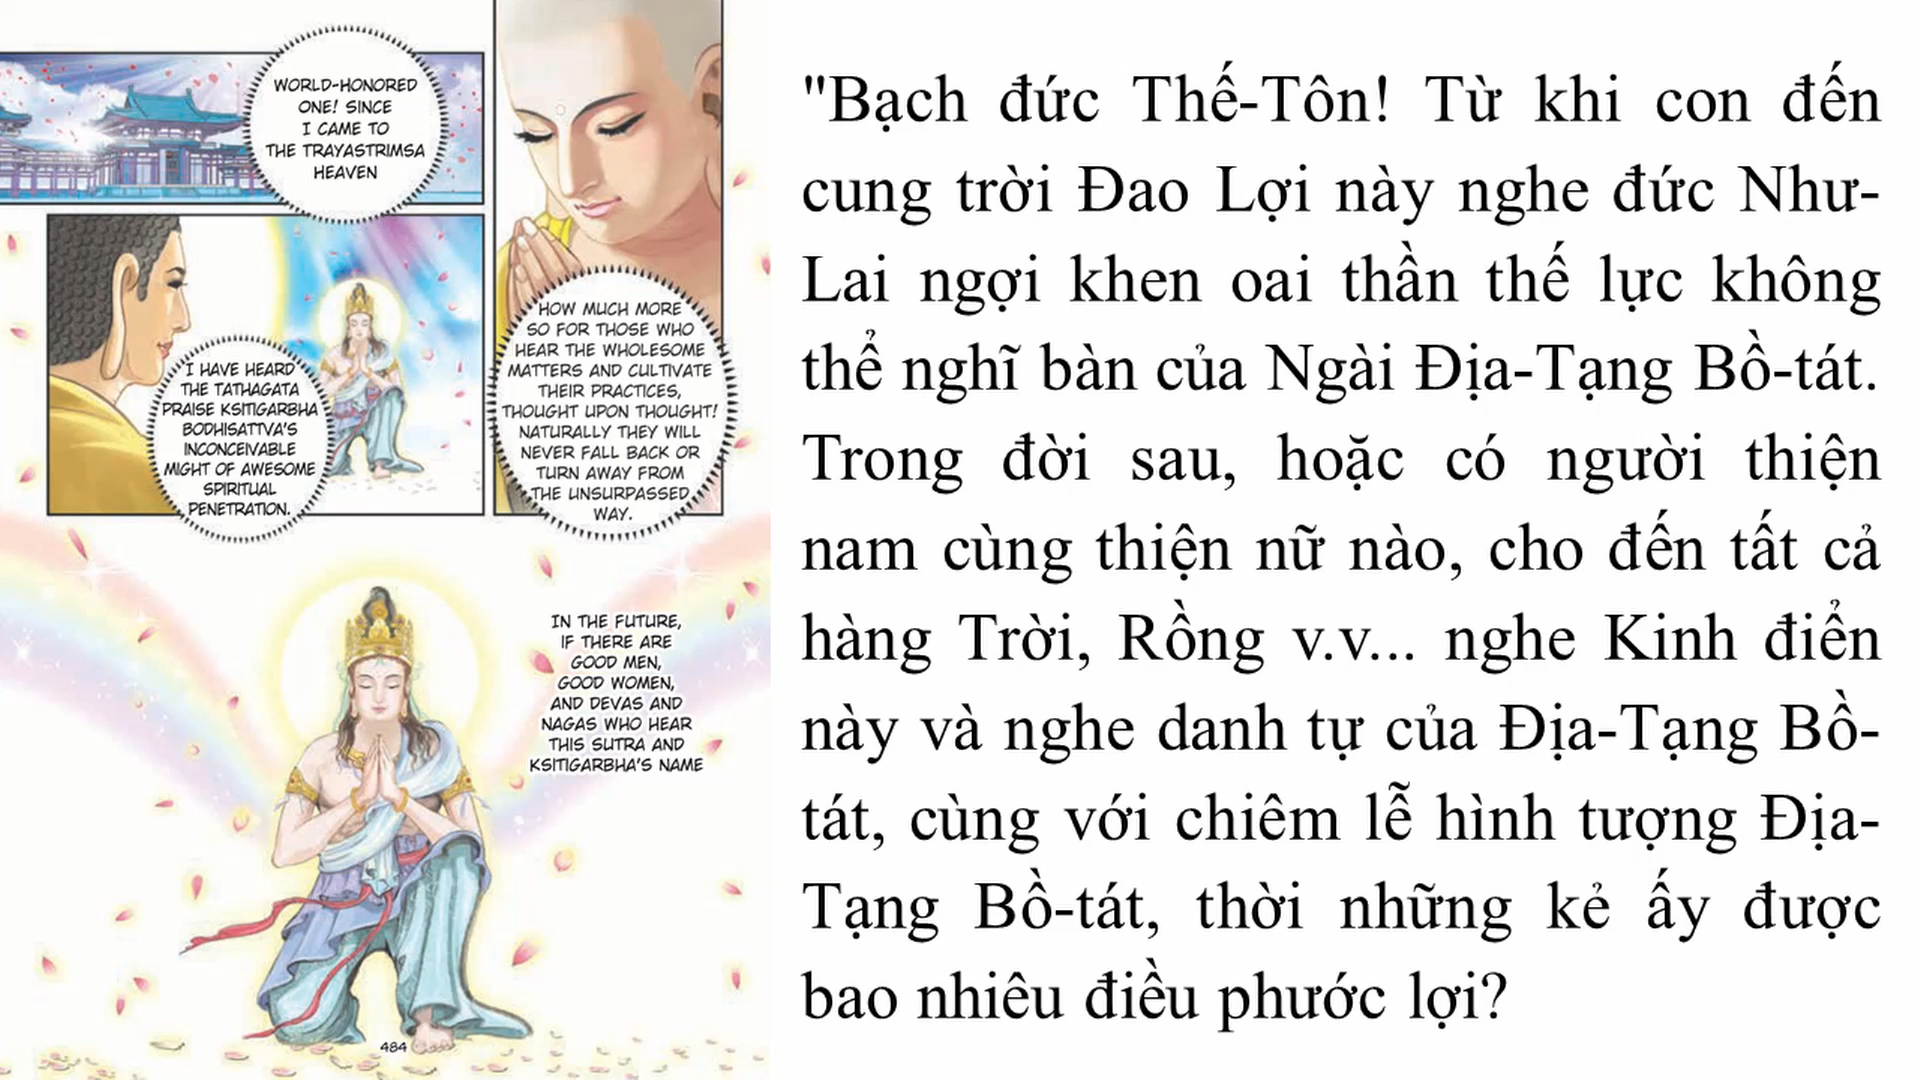 WORLD-HONORED
ONE! SINCE
I CAME TO
THE TRAYASTRIMSA
HEAVEN
I HAVE HEARD
THE TATHAGATA
PRAISE KSITIGARBHA
BODHISATTVA'S
INCONCEIVABLE
MIGHT OF AWESOME
SPIRITUAL
PENETRATION.
HOW MUCH MORE
SO FOR THOSE WHO
HEAR THE WHOLESOME
MATTERS AND CULTIVATE
THEIR PRACTICES,
THOUGHT UPON THOUGHT!
NATURALLY THEY WILL
NEVER FALL BACK OR
TURN AWAY FROM
THE UNSURPASSED
WAY.
IN THE FUTURE,
IF THERE ARE
GOOD MEN,
GOOD WOMEN,
AND DEVAS AND
NAGAS WHO HEAR
THIS SUTRA AND
KSITIGARBHA'S NAME
484
"Bạch đức Thế-Tôn! Từ khi con đến
cung trời Đao Lợi này nghe đức Như-
Lai ngợi khen oai thần thế lực không
thể nghĩ bàn của Ngài Địa-Tạng Bồ-tát.
Trong đời sau, hoặc có người thiện
nam cùng thiện nữ nào, cho đến tất cả
hàng Trời, Rồng v.v... nghe Kinh điển
này và nghe danh tự của Địa-Tạng Bồ-
tát, cùng với chiêm lễ hình tượng Địa-
Tạng Bồ-tát, thời những kẻ ấy được
bao nhiêu điều phước lợi?